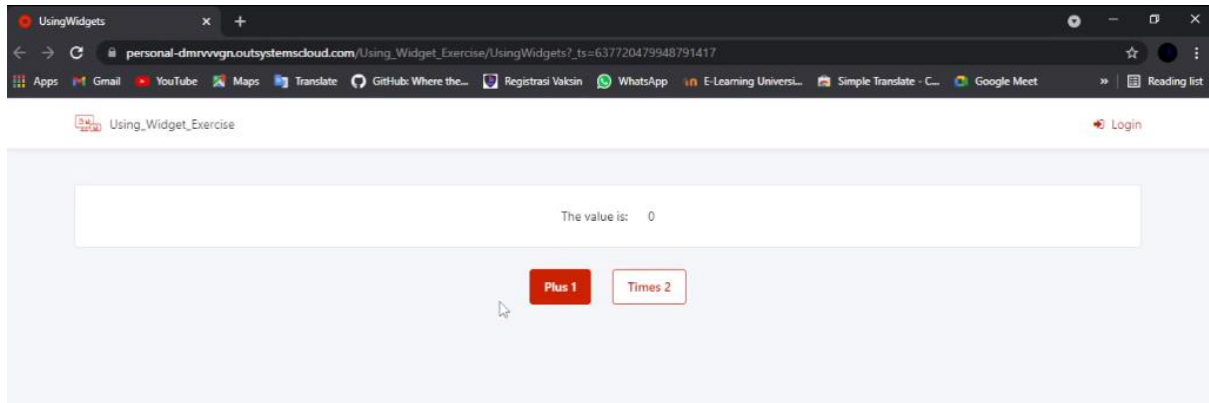 UsingWidgets
personal-dmrvvvgn.outsystemscloud.com/Using_Widget_Exercise/UsingWidgets?_ts=637720479948791417
Apps Gmail YouTube Maps Translate GitHub: Where the... Registrasi Vaksin WhatsApp E-Learning Universi... Simple Translate - C... Google Meet » Reading list
Using_Widget_Exercise Login
The value is: 0
Plus 1 Times 2